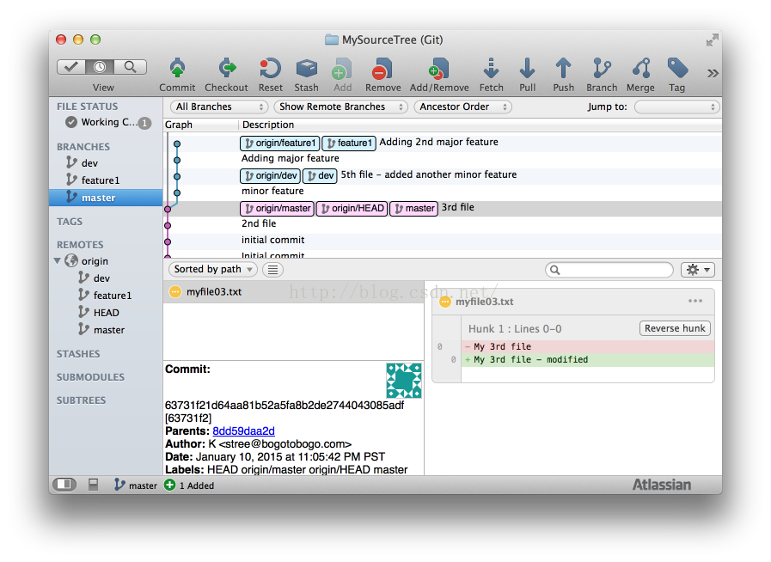 MySourceTree (Git)
View
Commit
Checkout
Reset
Stash
Add
Remove
Add/Remove
Fetch
Pull
Push
Branch
Merge
Tag
FILE STATUS
Working C... 1
BRANCHES
dev
feature1
master
TAGS
REMOTES
origin
dev
feature1
HEAD
master
STASHES
SUBMODULES
SUBTREES
All Branches
Show Remote Branches
Ancestor Order
Jump to:
Graph Description
origin/feature1 feature1 Adding 2nd major feature
Adding major feature
origin/dev dev 5th file – added another minor feature
minor feature
origin/master origin/HEAD master 3rd file
2nd file
initial commit
initial Commit
Sorted by path
myfile03.txt
http://blog.csdn.net/
myfile03.txt
Hunk 1 : Lines 0-0
Reverse hunk
0 - My 3rd file
0 + My 3rd file - modified
Commit:
63731f21d64aa81b52a5fa8b2de2744043085adf
[63731f2]
Parents: 8dd59daa2d
Author: K <stree@bogotobogo.com>
Date: January 10, 2015 at 11:05:42 PM PST
Labels: HEAD origin/master origin/HEAD master
master
1 Added
Atlassian